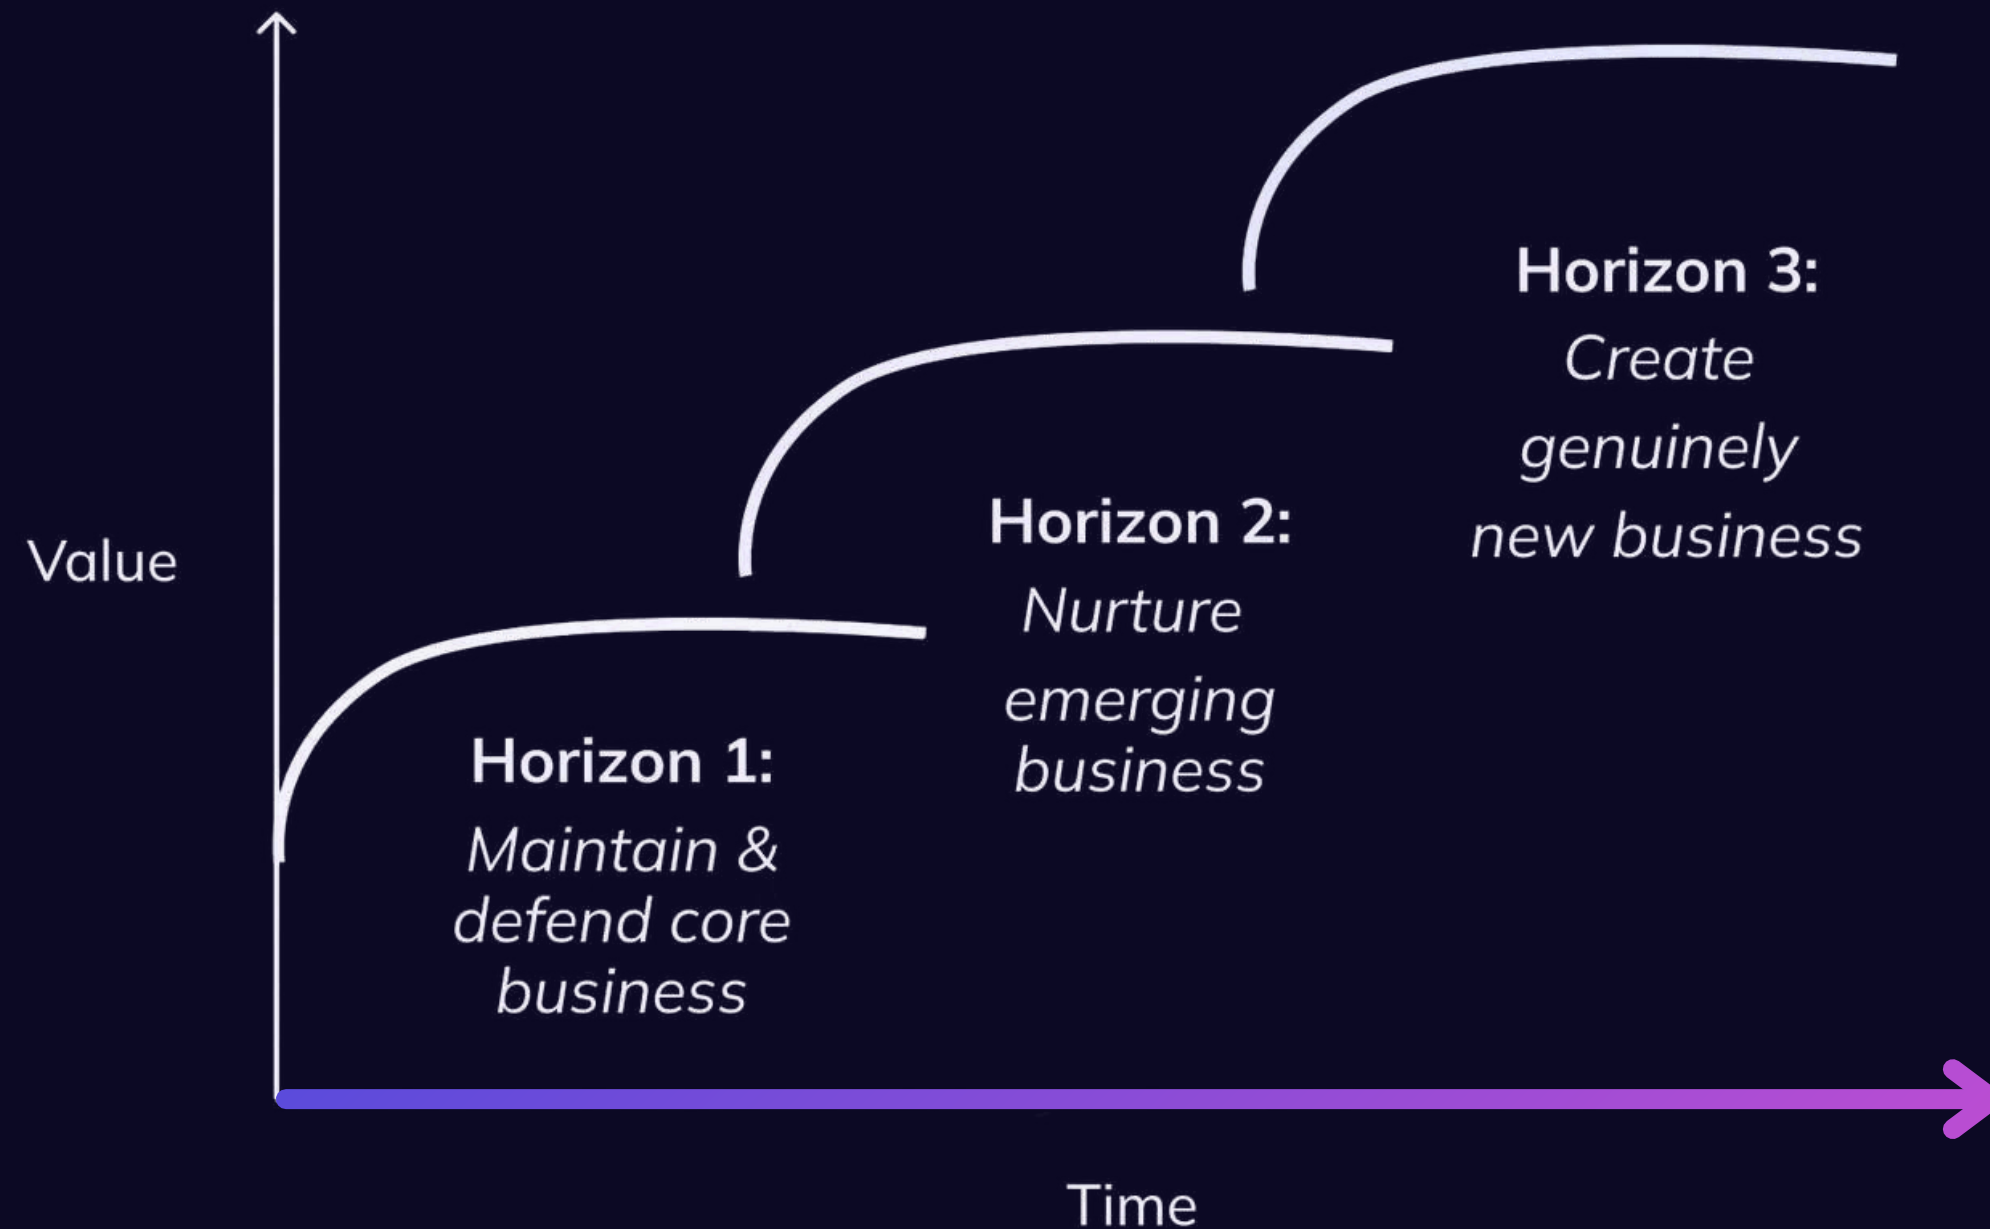 Value
Horizon 1:
Maintain &
defend core
business
Horizon 2:
Nurture
emerging
business
Horizon 3:
Create
genuinely
new business
Time